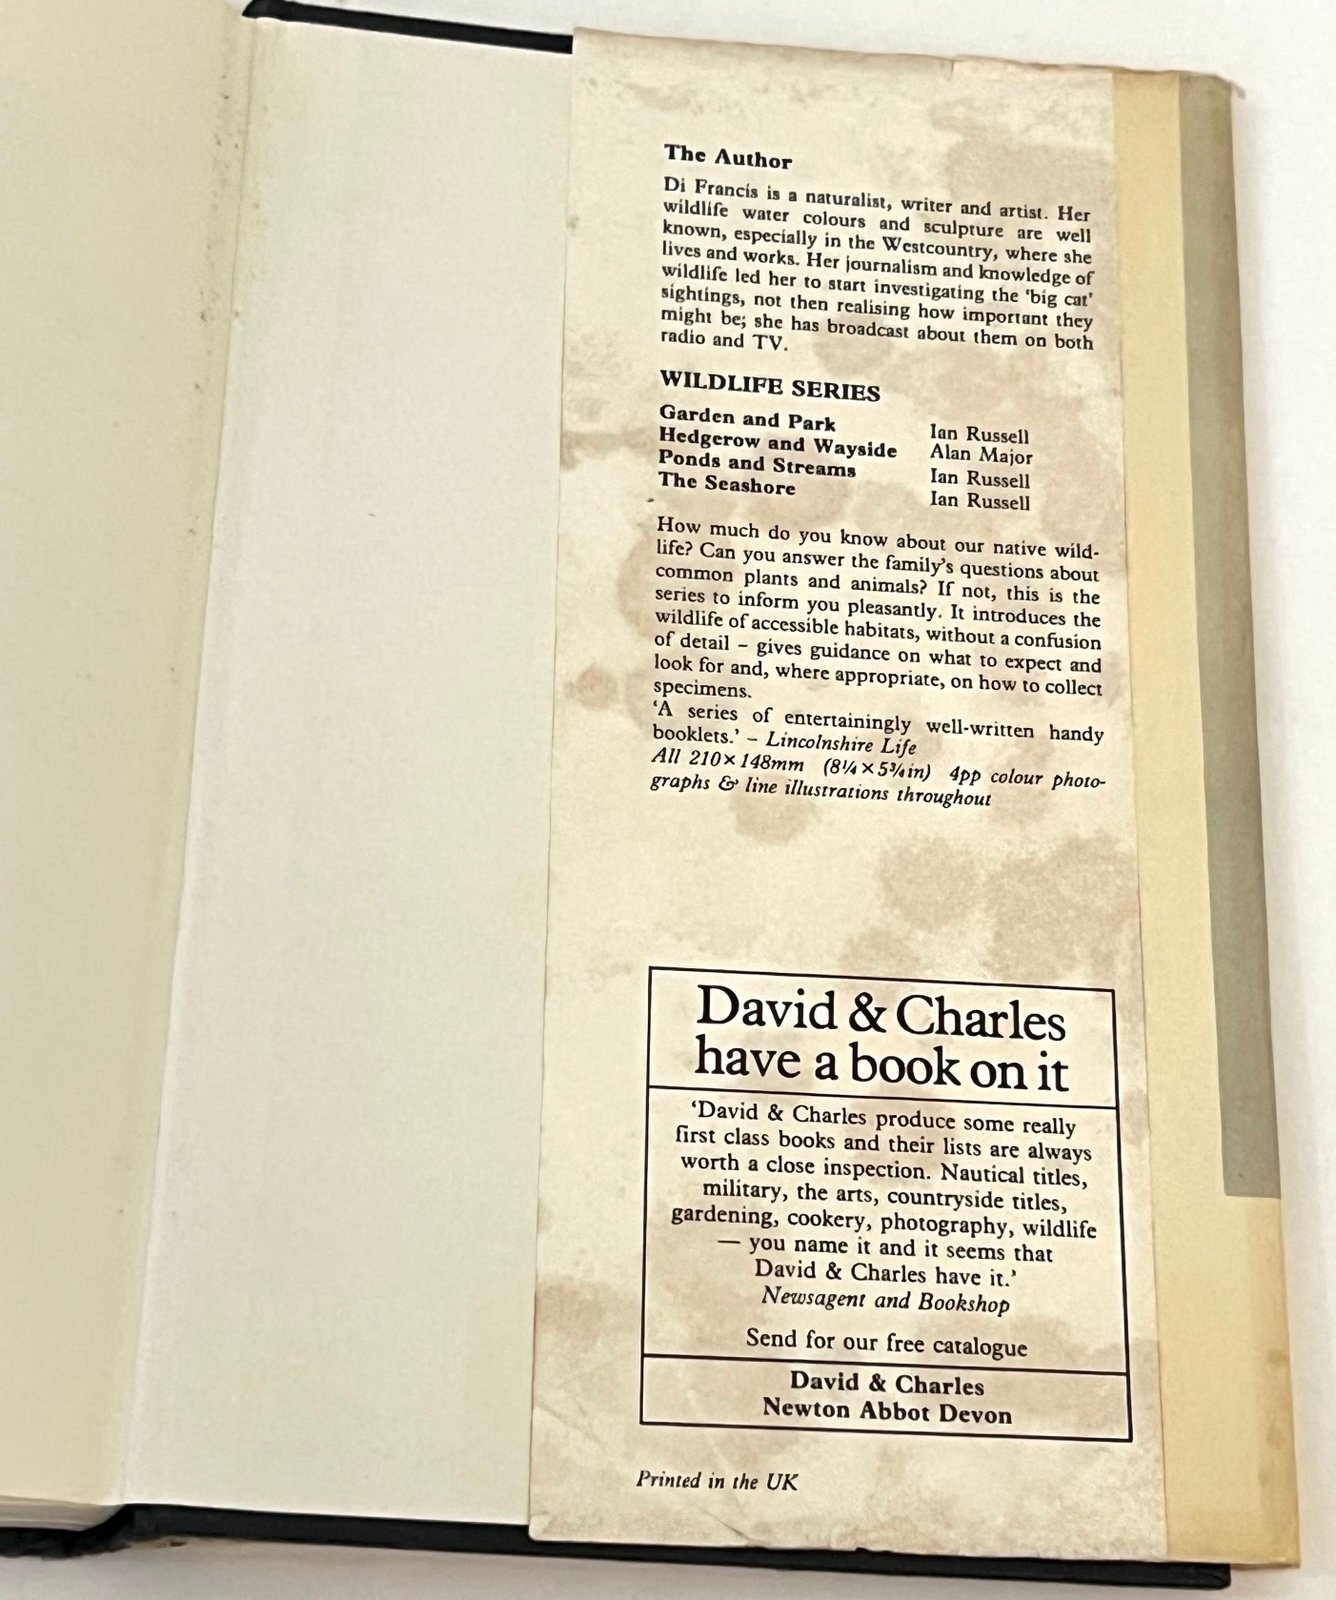 The Author
Di Francis is a naturalist, writer and artist. Her
wildlife water colours and sculpture are well
known, especially in the Westcountry, where she
lives and works. Her journalism and knowledge of
wildlife led her to start investigating the 'big cat'
sightings, not then realising how important they
might be; she has broadcast about them on both
radio and TV.
WILDLIFE SERIES
Garden and Park Ian Russell
Hedgerow and Wayside Alan Major
Ponds and Streams Ian Russell
The Seashore Ian Russell
How much do you know about our native wild-
life? Can you answer the family's questions about
common plants and animals? If not, this is the
series to inform you pleasantly. It introduces the
wildlife of accessible habitats, without a confusion
of detail – gives guidance on what to expect and
look for and, where appropriate, on how to collect
specimens.
'A series of entertainingly well-written handy
booklets.' – Lincolnshire Life
All 210×148mm (8¼×5¾in) 4pp colour photo-
graphs & line illustrations throughout
David & Charles
have a book on it
'David & Charles produce some really
first class books and their lists are always
worth a close inspection. Nautical titles,
military, the arts, countryside titles,
gardening, cookery, photography, wildlife
— you name it and it seems that
David & Charles have it.'
Newsagent and Bookshop
Send for our free catalogue
David & Charles
Newton Abbot Devon
Printed in the UK